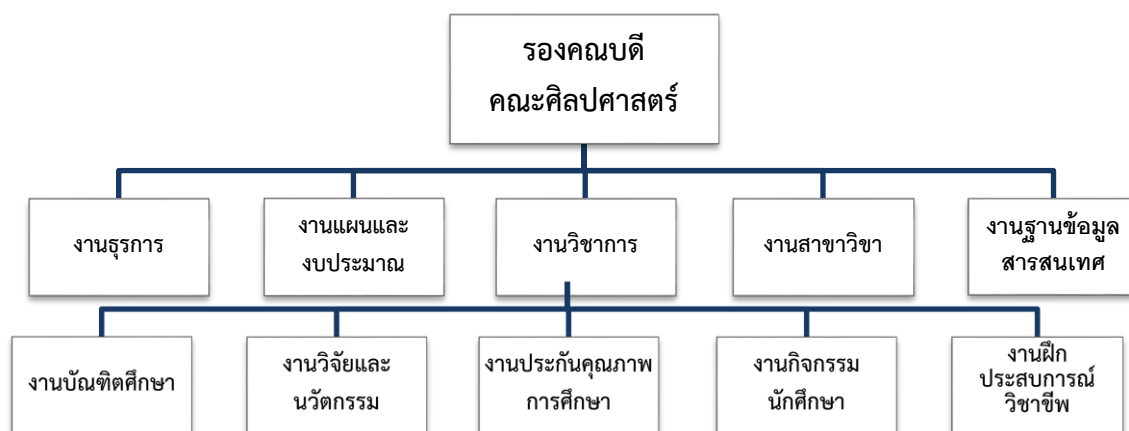 รองคณบดี
คณะศิลปศาสตร์
งานธุรการ
งานแผนและ
งบประมาณ
งานวิชาการ
งานสาขาวิขา
งานฐานข้อมูล
สารสนเทศ
งานบัณฑิตศึกษา
งานวิจัยและ
นวัตกรรม
งานประกันคุณภาพ
การศึกษา
งานกิจกรรม
นักศึกษา
งานฝึก
ประสบการณ์
วิชาขีพ